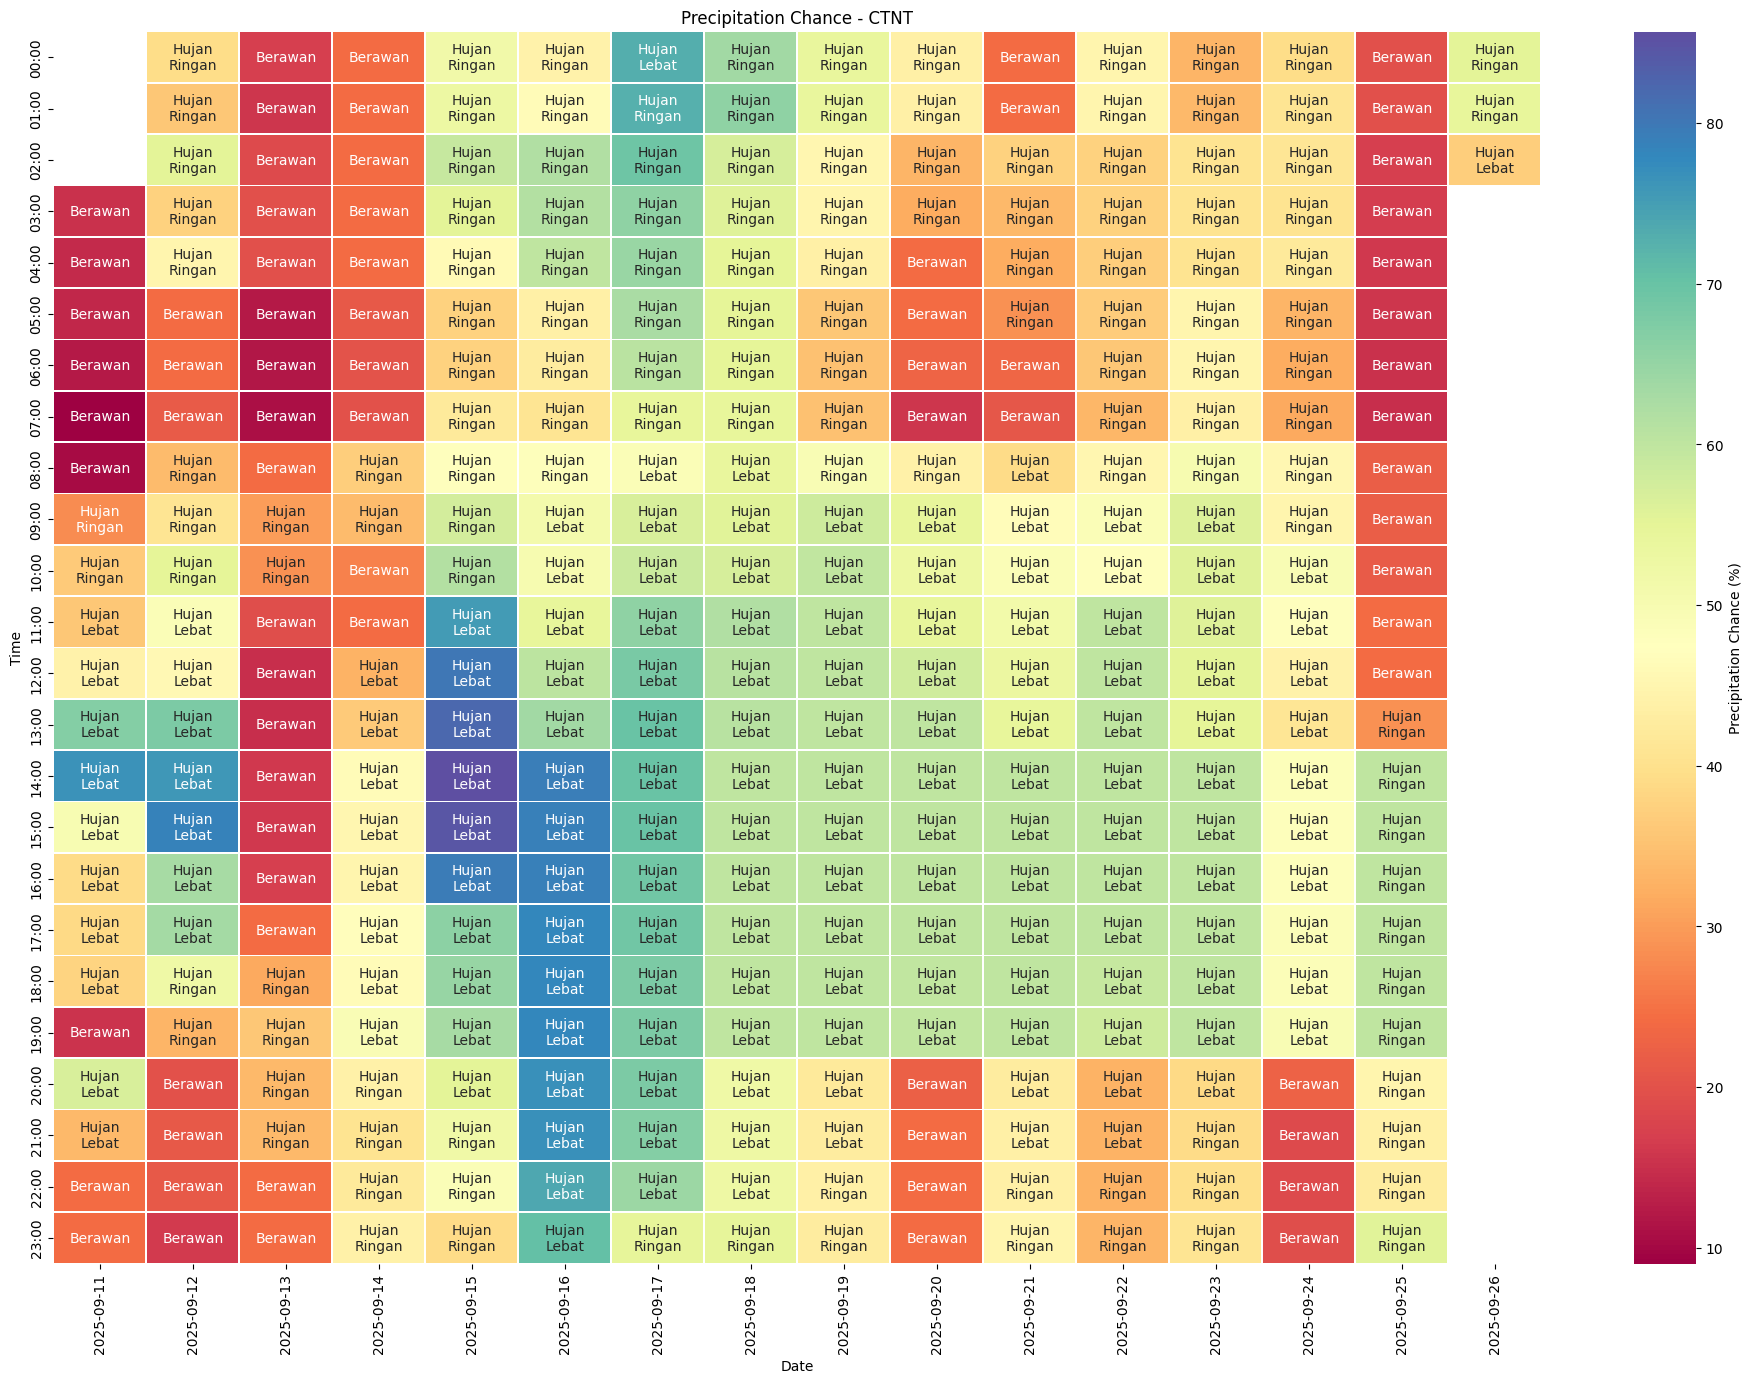 Precipitation Chance - CTNT
00:00 Hujan Ringan Berawan Berawan Hujan Ringan Hujan Ringan Hujan Lebat Hujan Ringan Hujan Ringan Hujan Ringan Berawan Hujan Ringan Hujan Ringan Hujan Ringan Berawan Hujan Ringan
01:00 Hujan Ringan Berawan Berawan Hujan Ringan Hujan Ringan Hujan Ringan Hujan Ringan Hujan Ringan Hujan Ringan Berawan Hujan Ringan Hujan Ringan Hujan Ringan Berawan Hujan Ringan
02:00 Hujan Ringan Berawan Berawan Hujan Ringan Hujan Ringan Hujan Ringan Hujan Ringan Hujan Ringan Hujan Ringan Hujan Ringan Hujan Ringan Hujan Ringan Hujan Ringan Berawan Hujan Lebat
03:00 Berawan Hujan Ringan Berawan Berawan Hujan Ringan Hujan Ringan Hujan Ringan Hujan Ringan Hujan Ringan Hujan Ringan Hujan Ringan Hujan Ringan Hujan Ringan Hujan Ringan Berawan
04:00 Berawan Hujan Ringan Berawan Berawan Hujan Ringan Hujan Ringan Hujan Ringan Hujan Ringan Hujan Ringan Berawan Hujan Ringan Hujan Ringan Hujan Ringan Hujan Ringan Berawan
05:00 Berawan Berawan Berawan Berawan Hujan Ringan Hujan Ringan Hujan Ringan Hujan Ringan Hujan Ringan Berawan Hujan Ringan Hujan Ringan Hujan Ringan Hujan Ringan Berawan
06:00 Berawan Berawan Berawan Berawan Hujan Ringan Hujan Ringan Hujan Ringan Hujan Ringan Hujan Ringan Berawan Berawan Hujan Ringan Hujan Ringan Hujan Ringan Berawan
07:00 Berawan Berawan Berawan Berawan Hujan Ringan Hujan Ringan Hujan Ringan Hujan Ringan Hujan Ringan Berawan Berawan Hujan Ringan Hujan Ringan Hujan Ringan Berawan
08:00 Berawan Hujan Ringan Berawan Hujan Ringan Hujan Ringan Hujan Ringan Hujan Lebat Hujan Lebat Hujan Ringan Hujan Ringan Hujan Lebat Hujan Ringan Hujan Ringan Hujan Ringan Berawan
09:00 Hujan Ringan Hujan Ringan Hujan Ringan Hujan Ringan Hujan Ringan Hujan Lebat Hujan Lebat Hujan Lebat Hujan Lebat Hujan Lebat Hujan Lebat Hujan Lebat Hujan Lebat Hujan Ringan Berawan
10:00 Hujan Ringan Hujan Ringan Hujan Ringan Berawan Hujan Ringan Hujan Lebat Hujan Lebat Hujan Lebat Hujan Lebat Hujan Lebat Hujan Lebat Hujan Lebat Hujan Lebat Hujan Lebat Berawan
11:00 Hujan Lebat Hujan Lebat Berawan Berawan Hujan Lebat Hujan Lebat Hujan Lebat Hujan Lebat Hujan Lebat Hujan Lebat Hujan Lebat Hujan Lebat Hujan Lebat Hujan Lebat Berawan
12:00 Hujan Lebat Hujan Lebat Berawan Hujan Lebat Hujan Lebat Hujan Lebat Hujan Lebat Hujan Lebat Hujan Lebat Hujan Lebat Hujan Lebat Hujan Lebat Hujan Lebat Hujan Lebat Berawan
13:00 Hujan Lebat Hujan Lebat Berawan Hujan Lebat Hujan Lebat Hujan Lebat Hujan Lebat Hujan Lebat Hujan Lebat Hujan Lebat Hujan Lebat Hujan Lebat Hujan Lebat Hujan Lebat Hujan Ringan
14:00 Hujan Lebat Hujan Lebat Berawan Hujan Lebat Hujan Lebat Hujan Lebat Hujan Lebat Hujan Lebat Hujan Lebat Hujan Lebat Hujan Lebat Hujan Lebat Hujan Lebat Hujan Lebat Hujan Ringan
15:00 Hujan Lebat Hujan Lebat Berawan Hujan Lebat Hujan Lebat Hujan Lebat Hujan Lebat Hujan Lebat Hujan Lebat Hujan Lebat Hujan Lebat Hujan Lebat Hujan Lebat Hujan Lebat Hujan Ringan
16:00 Hujan Lebat Hujan Lebat Berawan Hujan Lebat Hujan Lebat Hujan Lebat Hujan Lebat Hujan Lebat Hujan Lebat Hujan Lebat Hujan Lebat Hujan Lebat Hujan Lebat Hujan Lebat Hujan Ringan
17:00 Hujan Lebat Hujan Lebat Berawan Hujan Lebat Hujan Lebat Hujan Lebat Hujan Lebat Hujan Lebat Hujan Lebat Hujan Lebat Hujan Lebat Hujan Lebat Hujan Lebat Hujan Lebat Hujan Ringan
18:00 Hujan Lebat Hujan Ringan Hujan Ringan Hujan Lebat Hujan Lebat Hujan Lebat Hujan Lebat Hujan Lebat Hujan Lebat Hujan Lebat Hujan Lebat Hujan Lebat Hujan Lebat Hujan Lebat Hujan Ringan
19:00 Berawan Hujan Ringan Hujan Ringan Hujan Lebat Hujan Lebat Hujan Lebat Hujan Lebat Hujan Lebat Hujan Lebat Hujan Lebat Hujan Lebat Hujan Lebat Hujan Lebat Hujan Lebat Hujan Ringan
20:00 Hujan Lebat Berawan Hujan Ringan Hujan Ringan Hujan Lebat Hujan Lebat Hujan Lebat Hujan Lebat Hujan Lebat Berawan Hujan Lebat Hujan Lebat Hujan Lebat Berawan Hujan Ringan
21:00 Hujan Lebat Berawan Hujan Ringan Hujan Ringan Hujan Ringan Hujan Lebat Hujan Lebat Hujan Lebat Hujan Lebat Berawan Hujan Lebat Hujan Lebat Hujan Ringan Berawan Hujan Ringan
22:00 Berawan Berawan Berawan Hujan Ringan Hujan Ringan Hujan Lebat Hujan Lebat Hujan Lebat Hujan Ringan Berawan Hujan Ringan Hujan Ringan Hujan Ringan Berawan Hujan Ringan
23:00 Berawan Berawan Berawan Hujan Ringan Hujan Ringan Hujan Lebat Hujan Ringan Hujan Ringan Hujan Ringan Berawan Hujan Ringan Hujan Ringan Hujan Ringan Berawan Hujan Ringan
Time
2025-09-11 2025-09-12 2025-09-13 2025-09-14 2025-09-15 2025-09-16 2025-09-17 2025-09-18 2025-09-19 2025-09-20 2025-09-21 2025-09-22 2025-09-23 2025-09-24 2025-09-25 2025-09-26
Date
80
70
60
50
40
30
20
10
Precipitation Chance (%)